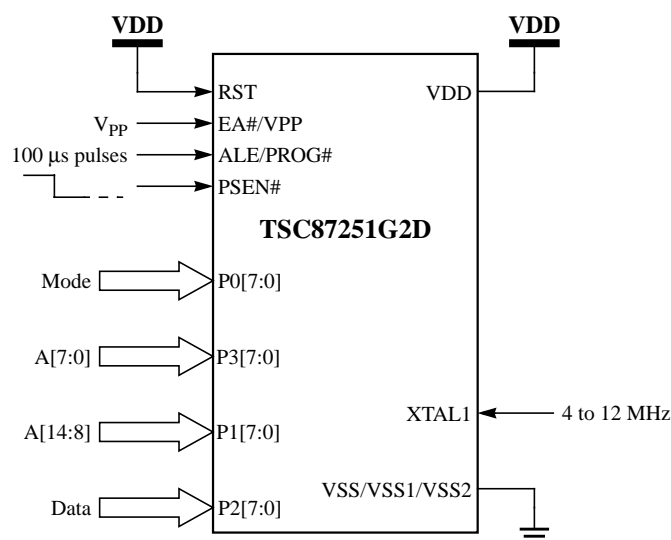 VDD
VDD
RST
VDD
VPP
EA#/VPP
100 µs pulses
ALE/PROG#
PSEN#
TSC87251G2D
Mode
P0[7:0]
A[7:0]
P3[7:0]
XTAL1
4 to 12 MHz
A[14:8]
P1[7:0]
VSS/VSS1/VSS2
Data
P2[7:0]